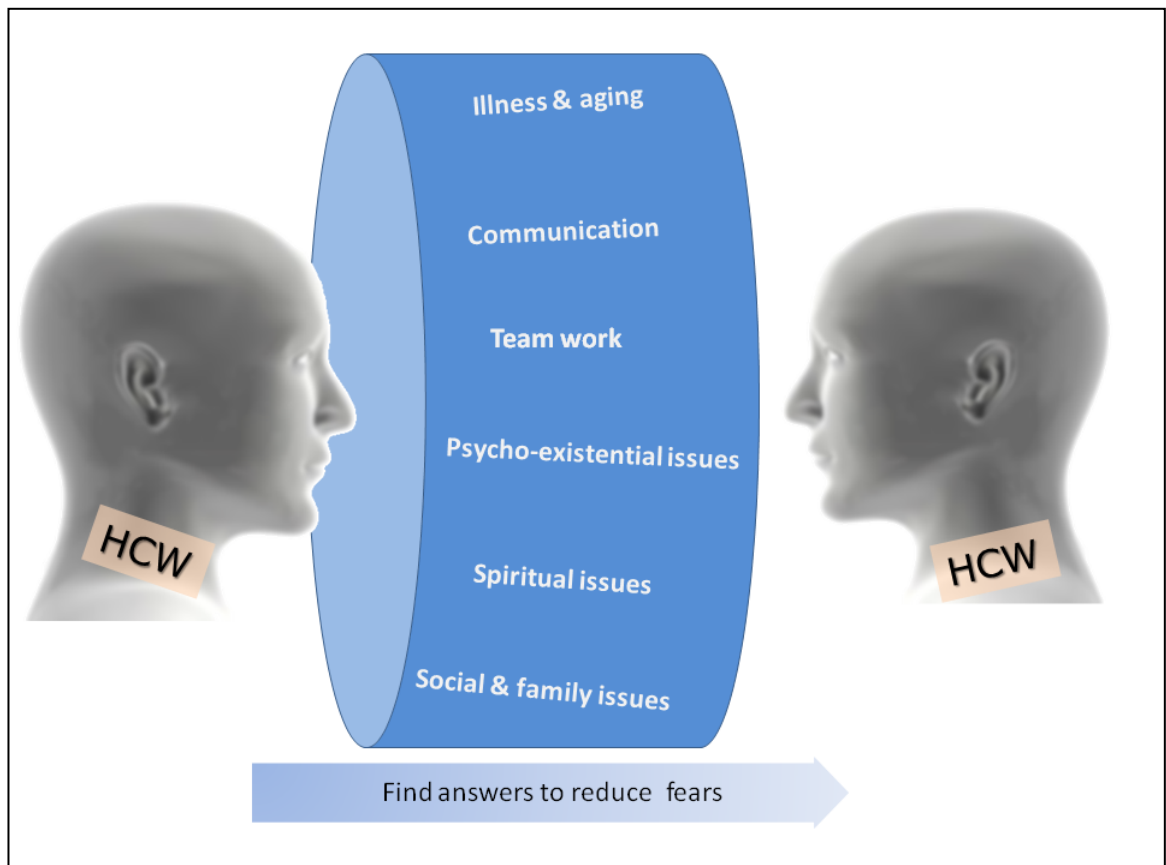 Illness & aging
Communication
Team work
Psycho-existential issues
Spiritual issues
Social & family issues
HCW
HCW
Find answers to reduce fears